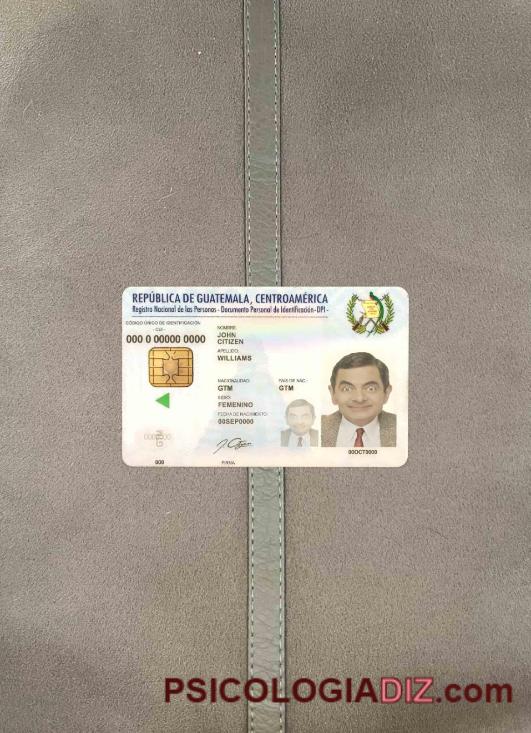 REPÚBLICA DE GUATEMALA, CENTROAMÉRICA
Registro Nacional de las Personas - Documento Personal de Identificación -DPI-
CÓDIGO ÚNICO DE IDENTIFICACIÓN
- CUI -
000 0 00000 0000
NOMBRE:
JOHN
CITIZEN
APELLIDO:
WILLIAMS
NACIONALIDAD: PAIS DE NAC.:
GTM GTM
SEXO:
FEMENINO
FECHA DE NACIMIENTO:
00SEP0000
00OCT0000
000
FIRMA
PSICOLOGIADIZ.com